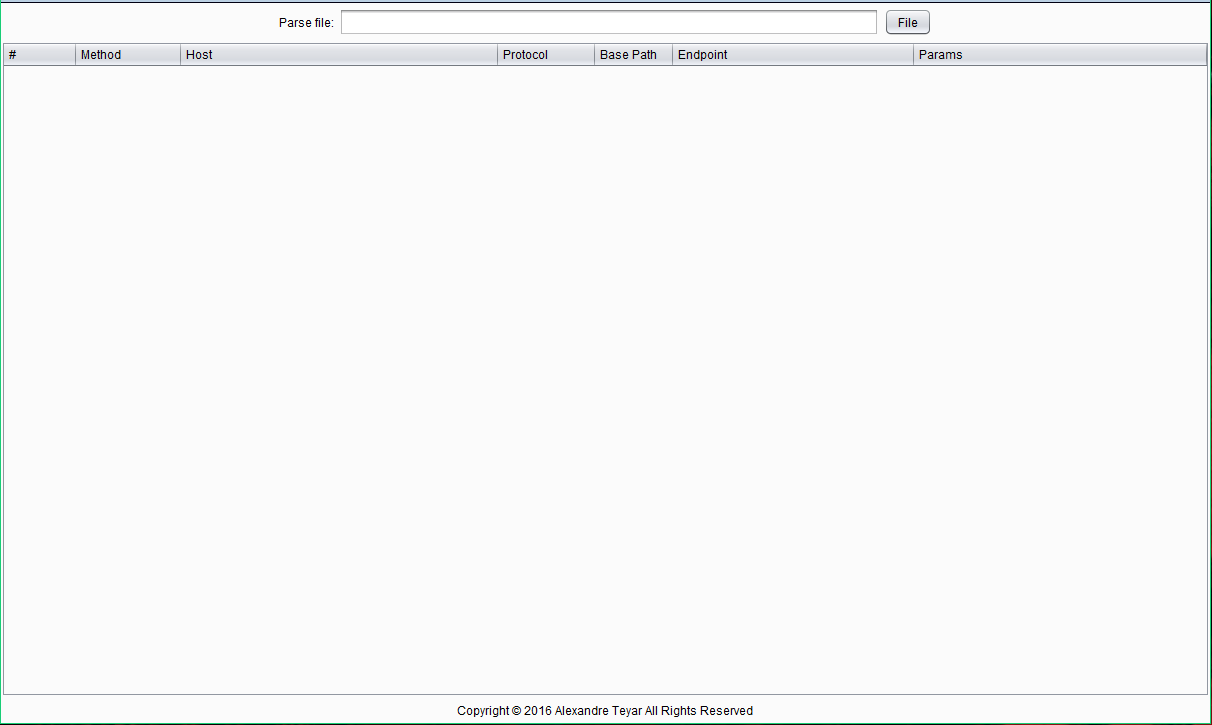 Parse file: File
# Method Host Protocol Base Path Endpoint Params
Copyright © 2016 Alexandre Teyar All Rights Reserved